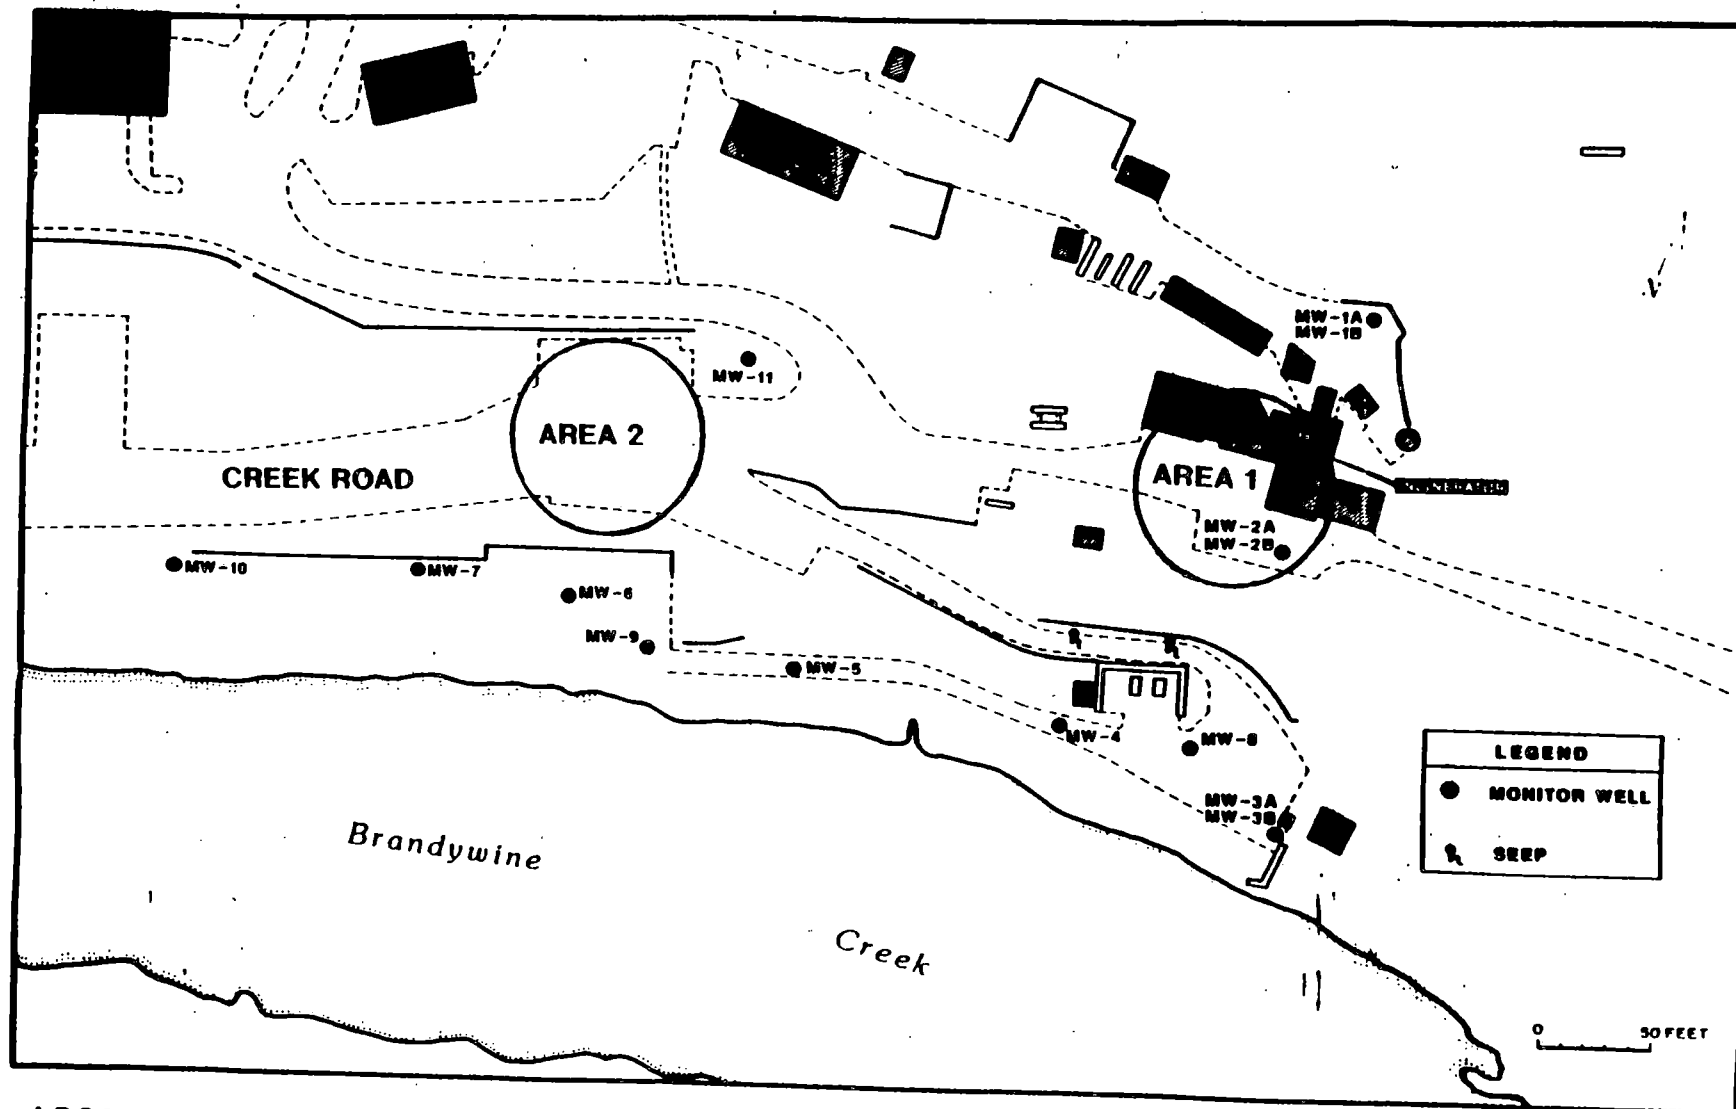 MW-1A
MW-1B
MW-11
AREA 2
AREA 1
CREEK ROAD
MW-2A
MW-2B
MW-10
MW-7
MW-6
MW-9
MW-5
MW-4
MW-8
LEGEND
MONITOR WELL
SEEP
MW-3A
MW-3B
Brandywine
Creek
0 50 FEET
N